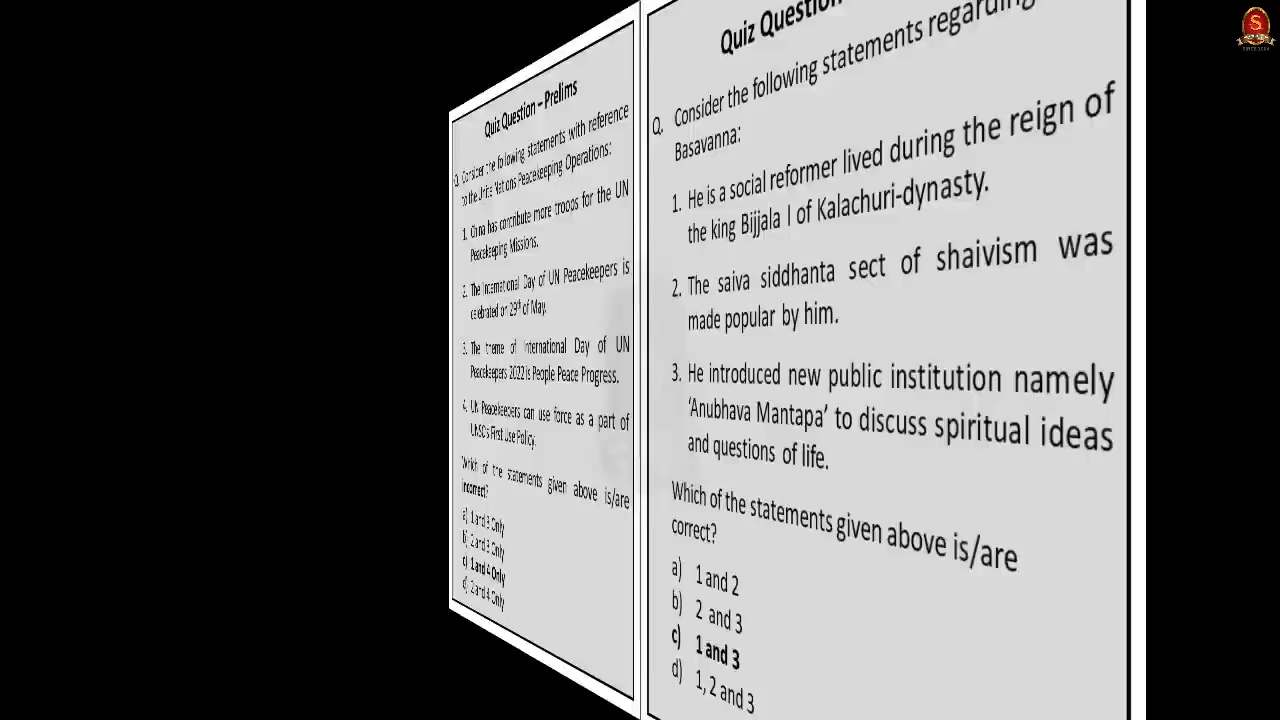 Quiz Question – Prelims
Q. Consider the following statements with reference
to the Unite Nations Peacekeeping Operations:
1. China has contribute more troops for the UN
Peacekeeping Missions.
2. The International Day of UN Peacekeepers is
celebrated on 29th of May.
3. The theme of International Day of UN
Peacekeepers 2022 is People Peace Progress.
4. UN Peacekeepers can use force as a part of
UNSC's First Use Policy.
Which of the statements given above is/are
incorrect?
a) 1 and 3 Only
b) 2 and 3 Only
c) 1 and 4 Only
d) 2 and 4 Only
Quiz Question
Q. Consider the following statements regarding
Basavanna:
1. He is a social reformer lived during the reign of
the king Bijjala I of Kalachuri-dynasty.
2. The saiva siddhanta sect of shaivism was
made popular by him.
3. He introduced new public institution namely
‘Anubhava Mantapa’ to discuss spiritual ideas
and questions of life.
Which of the statements given above is/are
correct?
a) 1 and 2
b) 2 and 3
c) 1 and 3
d) 1, 2 and 3
S